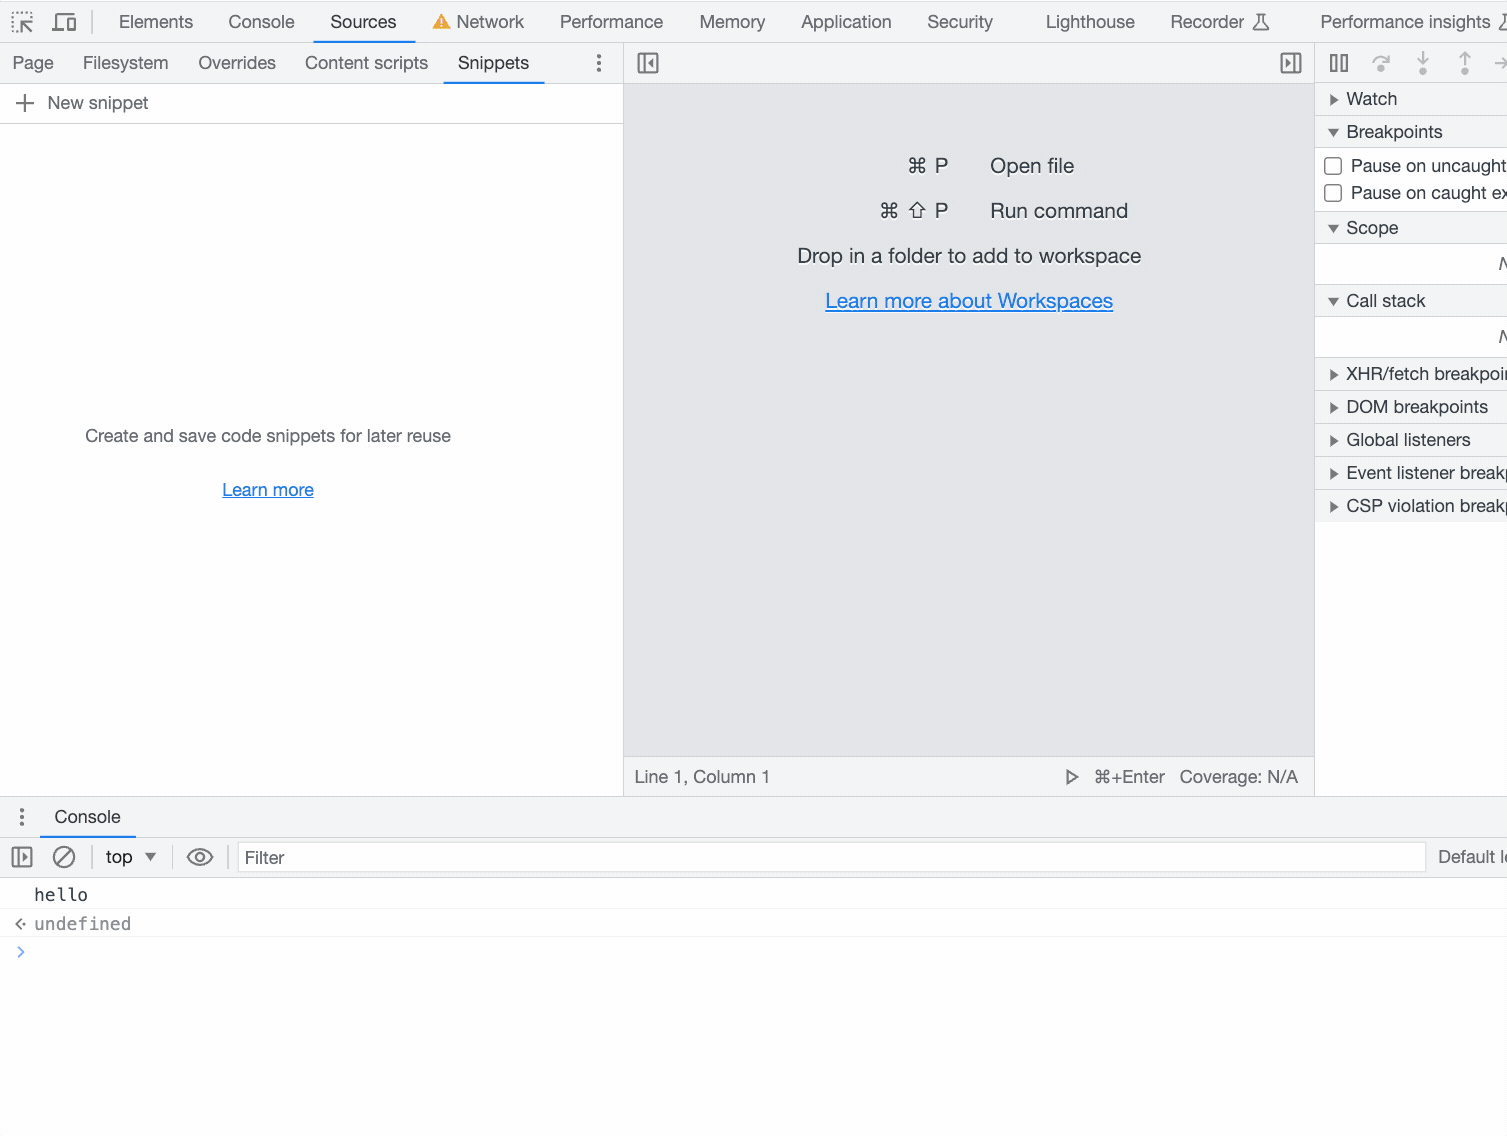 Elements Console Sources Network Performance Memory Application Security Lighthouse Recorder Performance insights
Page Filesystem Overrides Content scripts Snippets
New snippet
Create and save code snippets for later reuse
Learn more
⌘ P Open file
⌘ ⇧ P Run command
Drop in a folder to add to workspace
Learn more about Workspaces
Line 1, Column 1 ⌘+Enter Coverage: N/A
Watch
Breakpoints
Pause on uncaught
Pause on caught
Scope
Call stack
XHR/fetch
DOM breakpoints
Global listeners
Event listener
CSP violation
Console
top Filter Default
hello
undefined